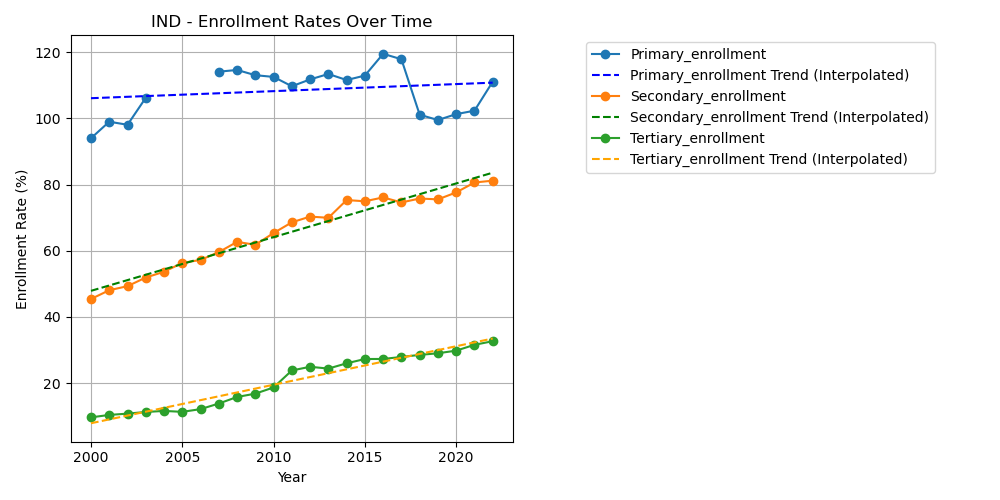 IND - Enrollment Rates Over Time
Enrollment Rate (%)
120
100
80
60
40
20
2000
2005
2010
2015
2020
Year
Primary_enrollment
Primary_enrollment Trend (Interpolated)
Secondary_enrollment
Secondary_enrollment Trend (Interpolated)
Tertiary_enrollment
Tertiary_enrollment Trend (Interpolated)